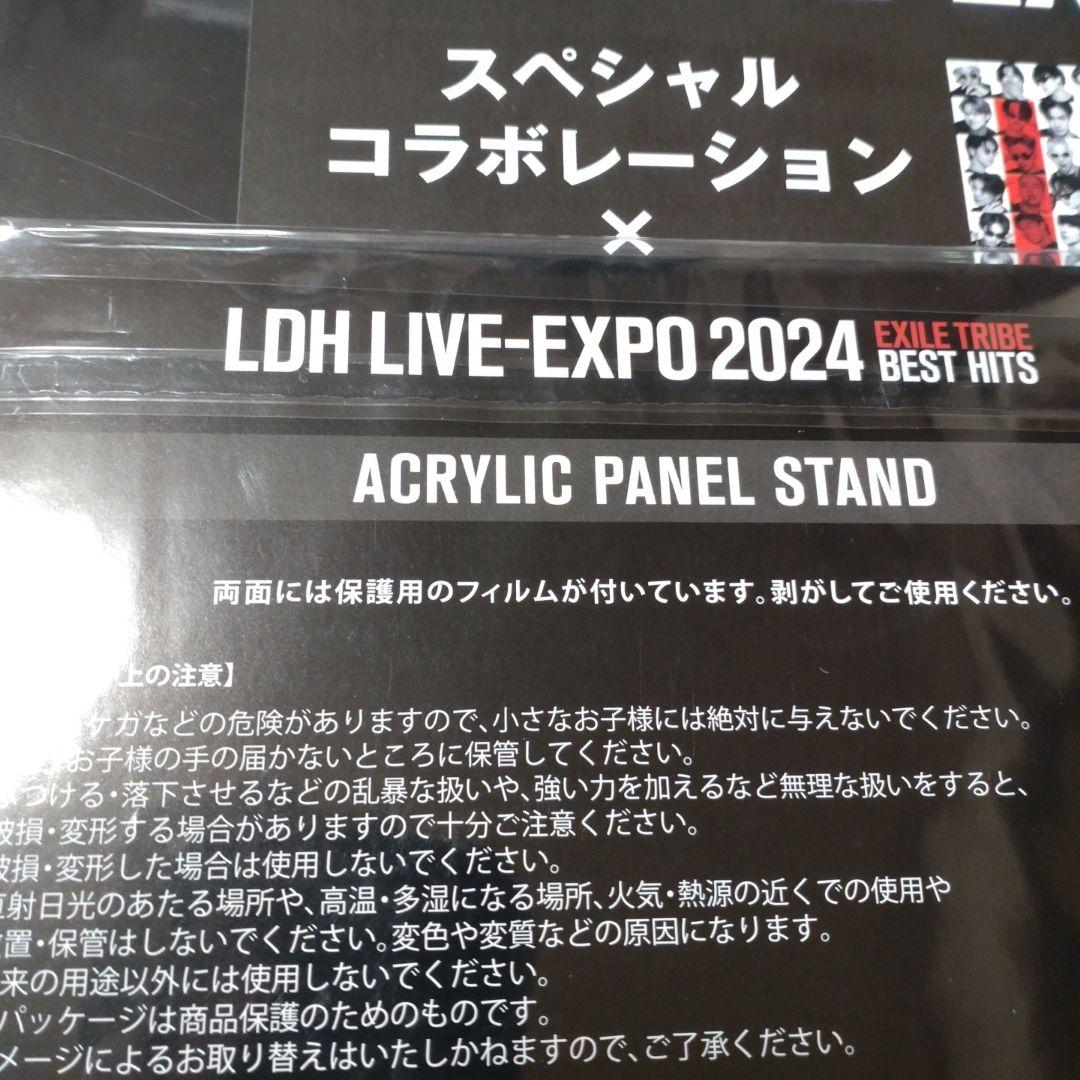 スペシャル
コラボレーション
×
LDH LIVE-EXPO 2024 EXILE TRIBE
BEST HITS
ACRYLIC PANEL STAND
両面には保護用のフィルムが付いています。剥がしてご使用ください。
上の注意】
ケガなどの危険がありますので、小さなお子様には絶対に与えないでください。
お子様の手の届かないところに保管してください。
つける・落下させるなどの乱暴な扱いや、強い力を加えるなど無理な扱いをすると、
破損・変形する場合がありますので十分ご注意ください。
破損・変形した場合は使用しないでください。
直射日光のあたる場所や、高温・多湿になる場所、火気・熱源の近くでの使用や
置・保管はしないでください。変色や変質などの原因になります。
来の用途以外には使用しないでください。
パッケージは商品保護のためのものです。
メージによるお取り替えはいたしかねますので、ご了承ください。